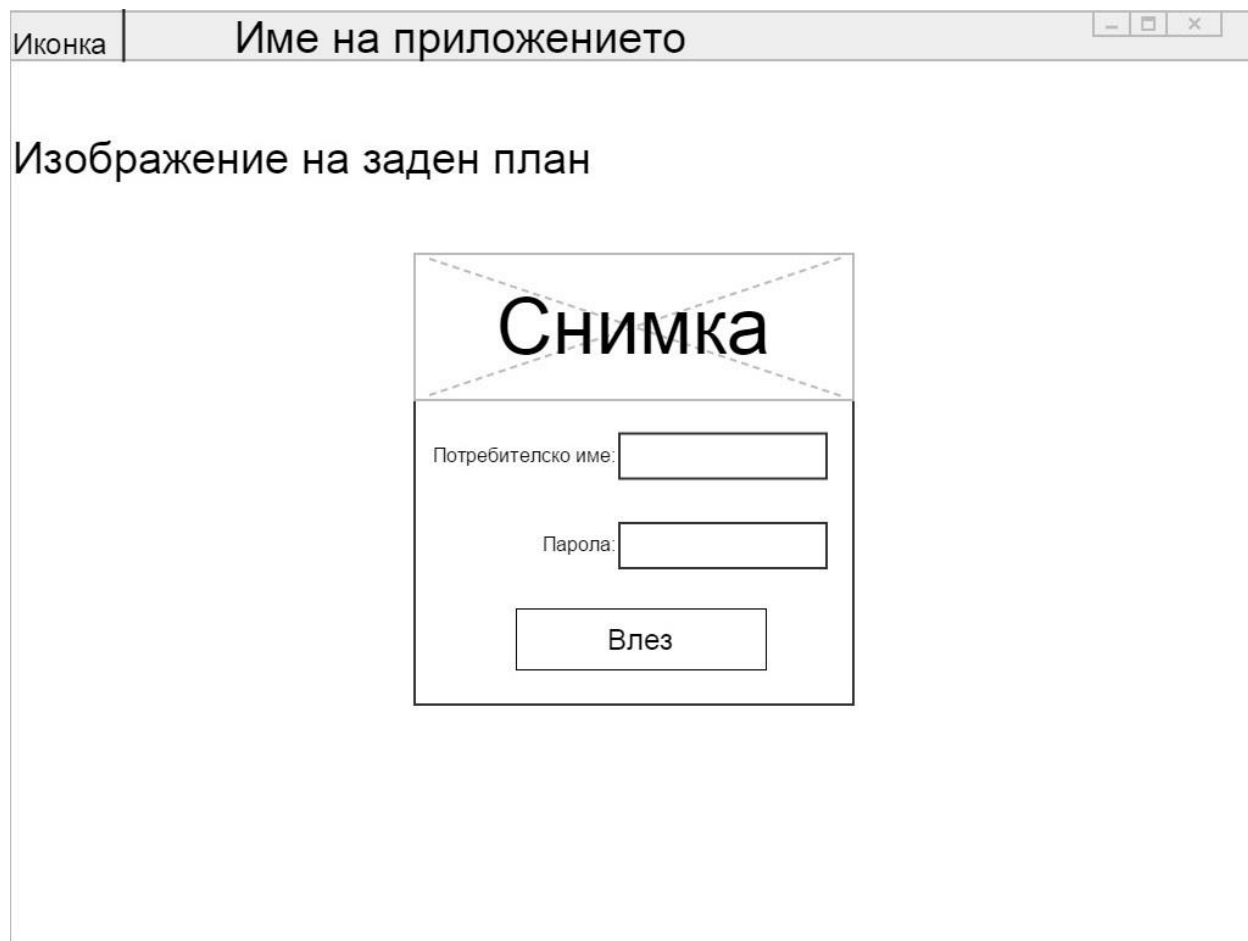 Иконка
Име на приложението
Изображение на заден план
Снимка
Потребителско име:
Парола:
Влез